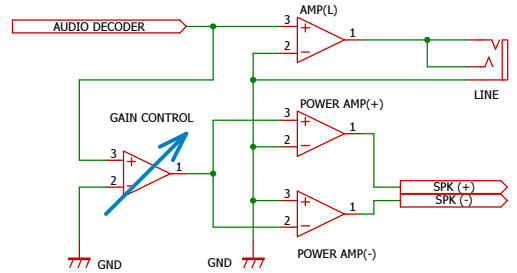 AMP(L)
AUDIO DECODER
3
2
1
LINE
GAIN CONTROL
POWER AMP(+)
3
2
1
3
2
1
SPK (+)
SPK (-)
3
2
1
POWER AMP(-)
GND
GND